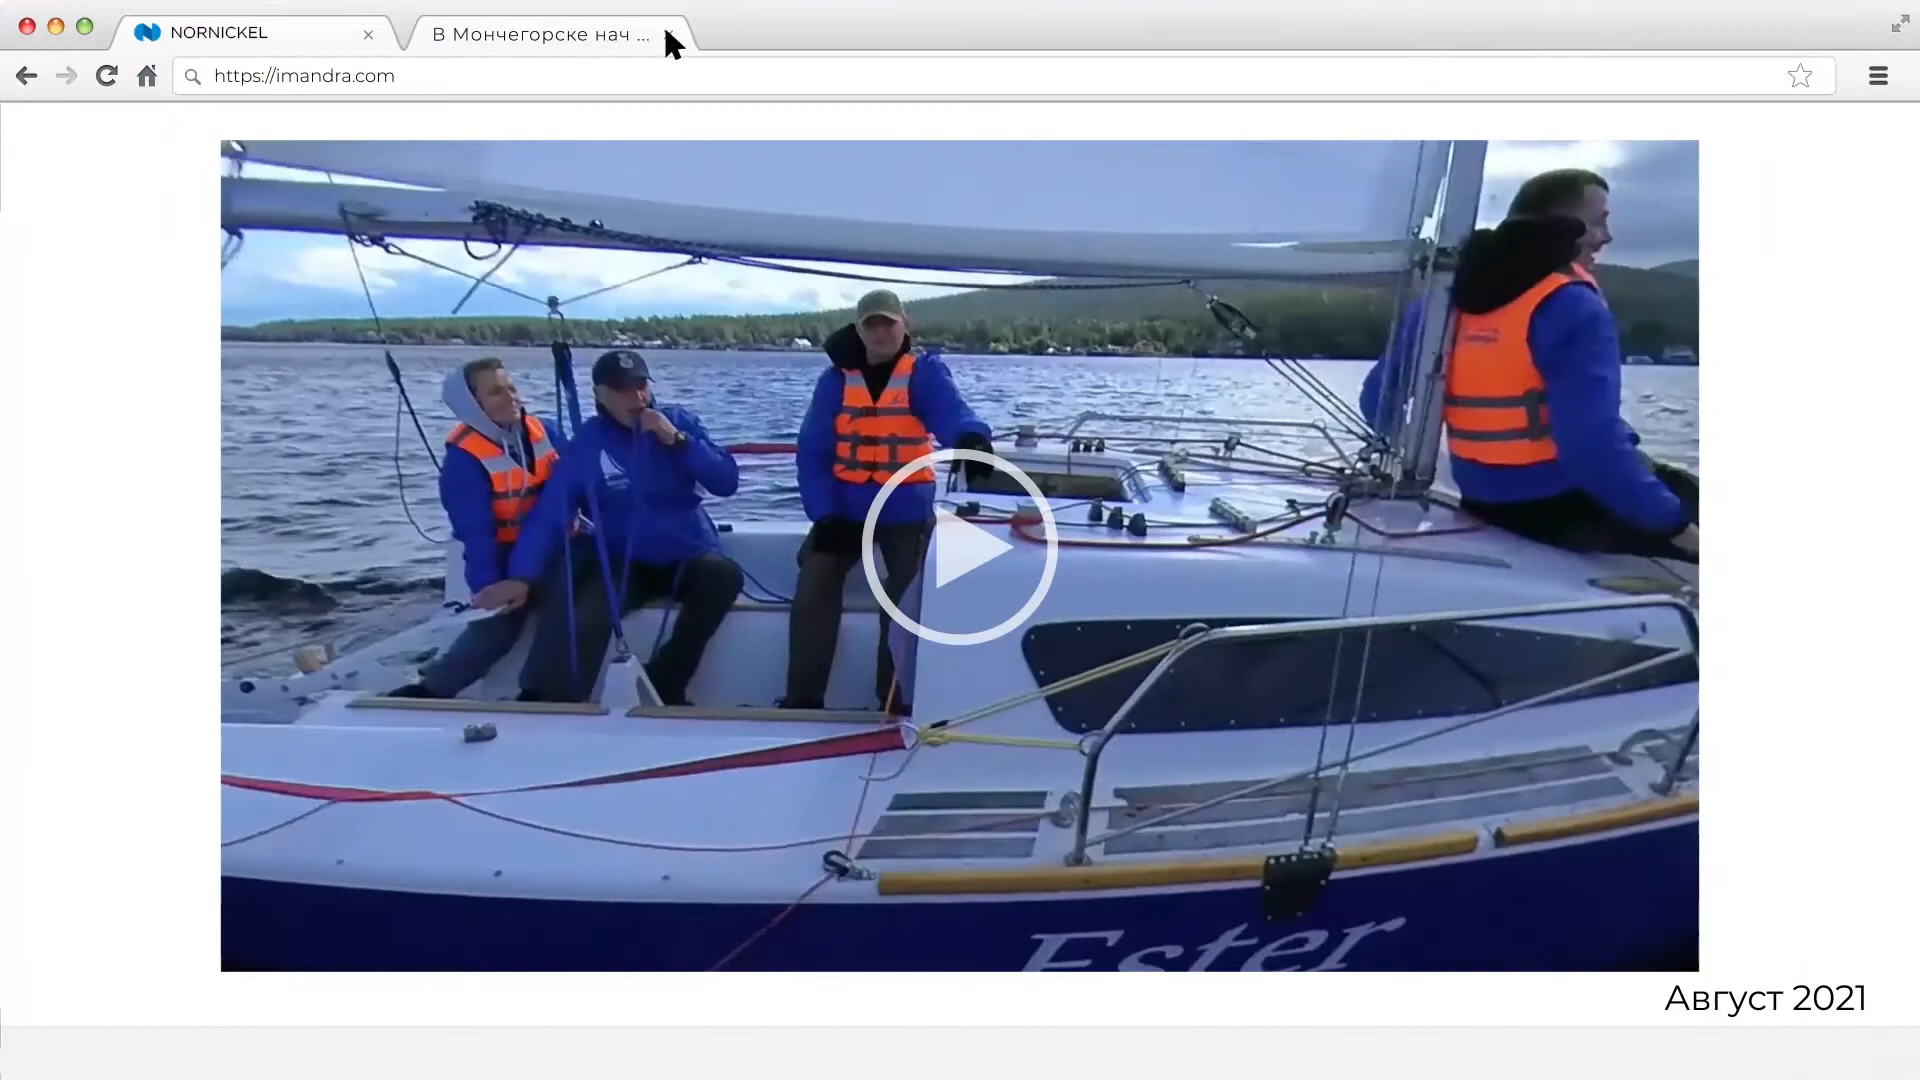 NORNICKEL
В Мончегорске нач ...
https://imandra.com
Ester
Август 2021